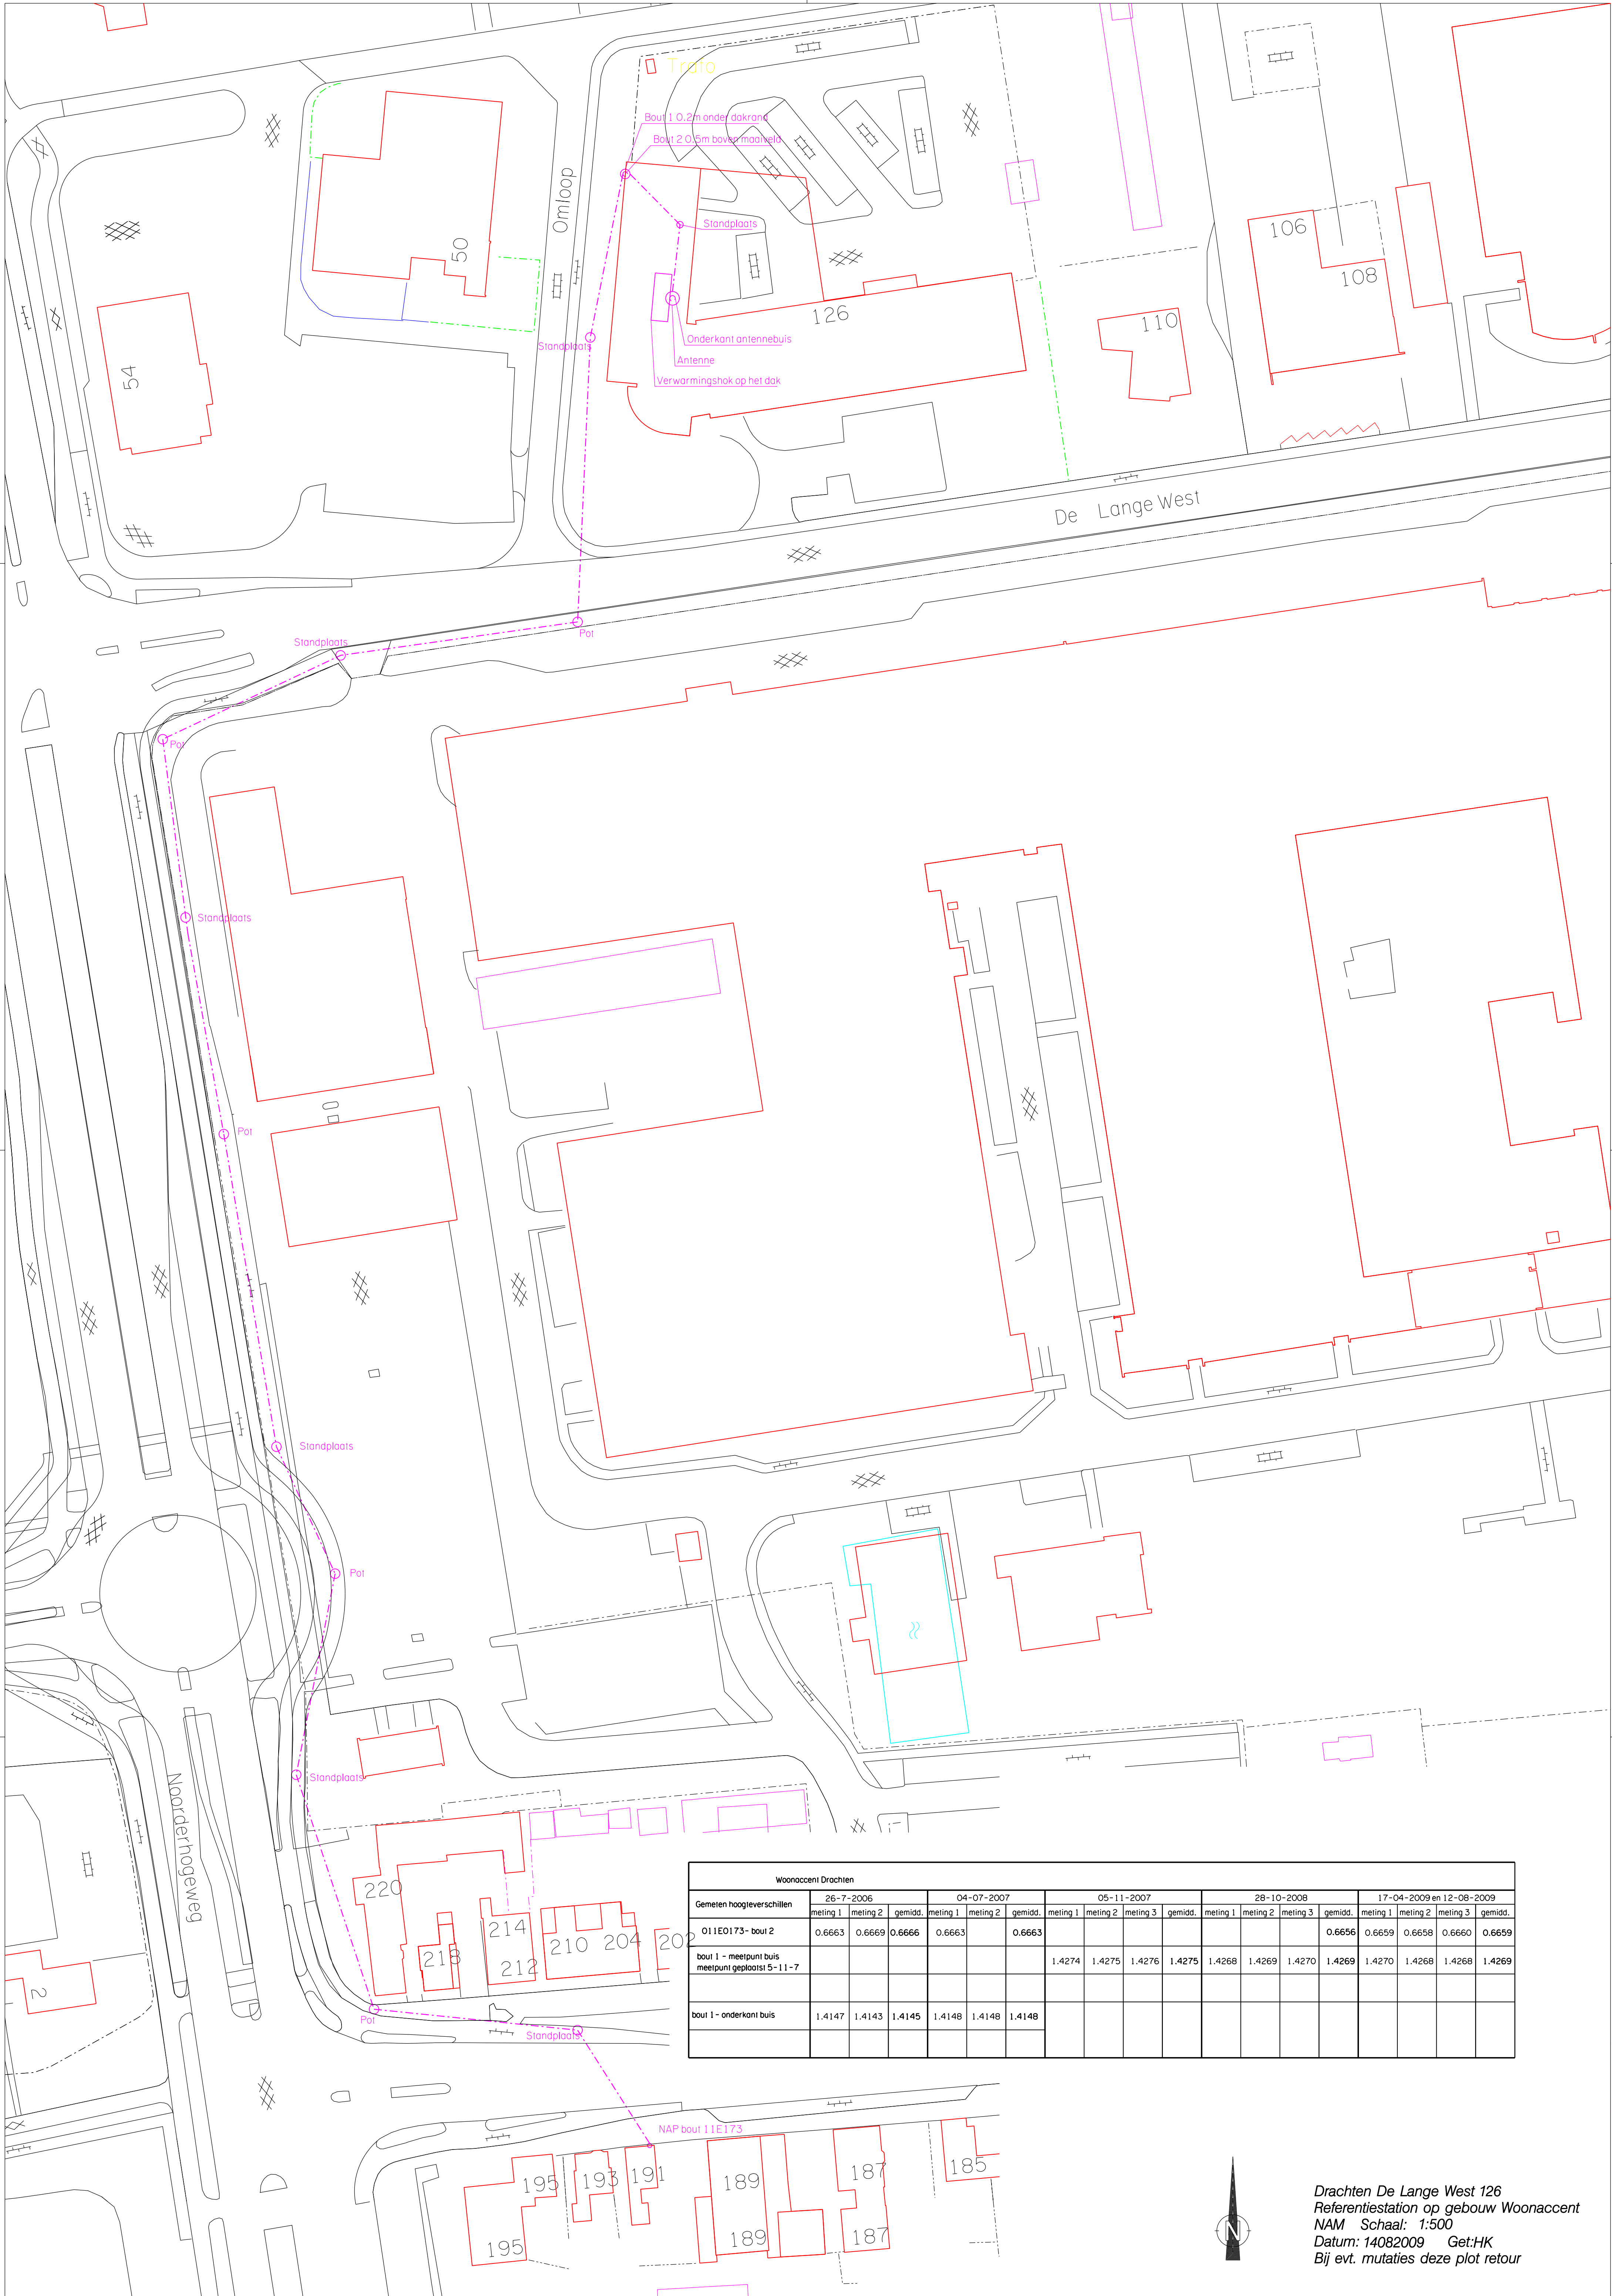 Trafo
Bout 1 0.2m onder dakrand
Bout 2 0.5m boven maaiveld
Omloop
50
Standplaats
106
108
126
110
Onderkant antennebuis
Standplaats
Antenne
54
Verwarmingshok op het dak
De Lange West
Pot
Standplaats
Pot
Standplaats
Pot
Standplaats
Pot
Standplaats
Noorderhogeweg
220
214
218
212
210
204
202
2
Pot
Standplaats
Woonaccent Drachten
Gemeten hoogteverschillen 26-7-2006 04-07-2007 05-11-2007 28-10-2008 17-04-2009 en 12-08-2009
meting 1 meting 2 gemidd. meting 1 meting 2 gemidd. meting 1 meting 2 meting 3 gemidd. meting 1 meting 2 meting 3 gemidd. meting 1 meting 2 meting 3 gemidd.
011E0173- bout 2 0.6663 0.6669 0.6666 0.6663 0.6663 0.6656 0.6659 0.6658 0.6660 0.6659
bout 1 - meetpunt buis 1.4274 1.4275 1.4276 1.4275 1.4268 1.4269 1.4270 1.4269 1.4270 1.4268 1.4268 1.4269
meetpunt geplaatst 5-11-7
bout 1 - onderkant buis 1.4147 1.4143 1.4145 1.4148 1.4148 1.4148
NAP bout 11E173
195
193
191
189
187
185
195
189
187
N
Drachten De Lange West 126
Referentiestation op gebouw Woonaccent
NAM Schaal: 1:500
Datum: 14082009 Get:HK
Bij evt. mutaties deze plot retour